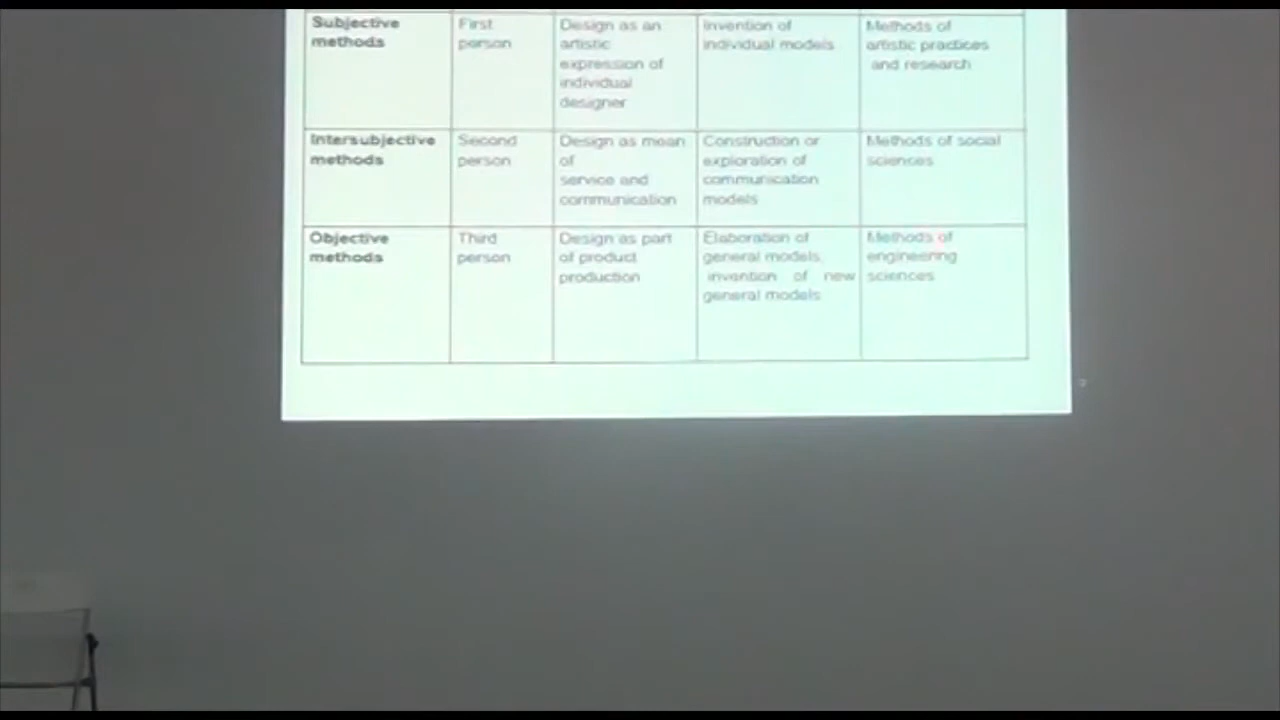 Subjective
methods
First
person
Design as an
artistic
expression of
individual
designer
Invention of
individual models
Methods of
artistic practices
and research
Intersubjective
methods
Second
person
Design as mean
of
service and
communication
Construction or
exploration of
communication
models
Methods of social
sciences
Objective
methods
Third
person
Design as part
of product
production
Elaboration of
general models,
invention of new
general models
Methods of
engineering
sciences